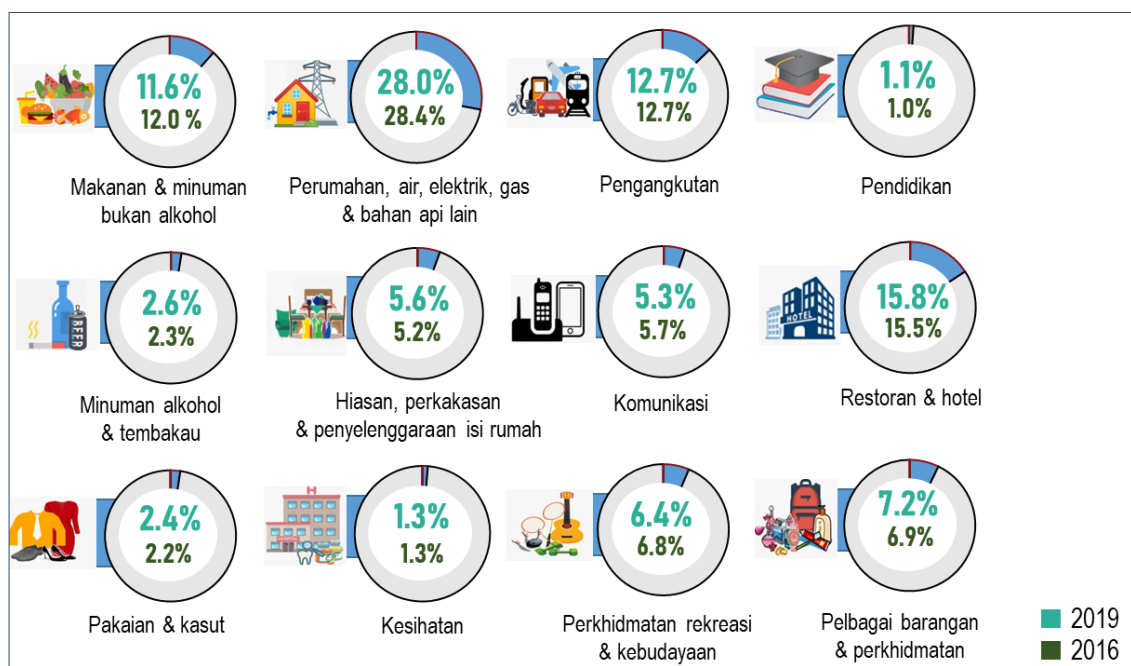 11.6%
12.0 %
Makanan & minuman
bukan alkohol
28.0%
28.4%
Perumahan, air, elektrik, gas
& bahan api lain
12.7%
12.7%
Pengangkutan
1.1%
1.0%
Pendidikan
BEER
2.6%
2.3%
Minuman alkohol
& tembakau
5.6%
5.2%
Hiasan, perkakasan
& penyelenggaraan isi rumah
5.3%
5.7%
Komunikasi
HOTEL
15.8%
15.5%
Restoran & hotel
2.4%
2.2%
Pakaian & kasut
H
1.3%
1.3%
Kesihatan
6.4%
6.8%
Perkhidmatan rekreasi
& kebudayaan
7.2%
6.9%
Pelbagai barangan
& perkhidmatan
2019
2016